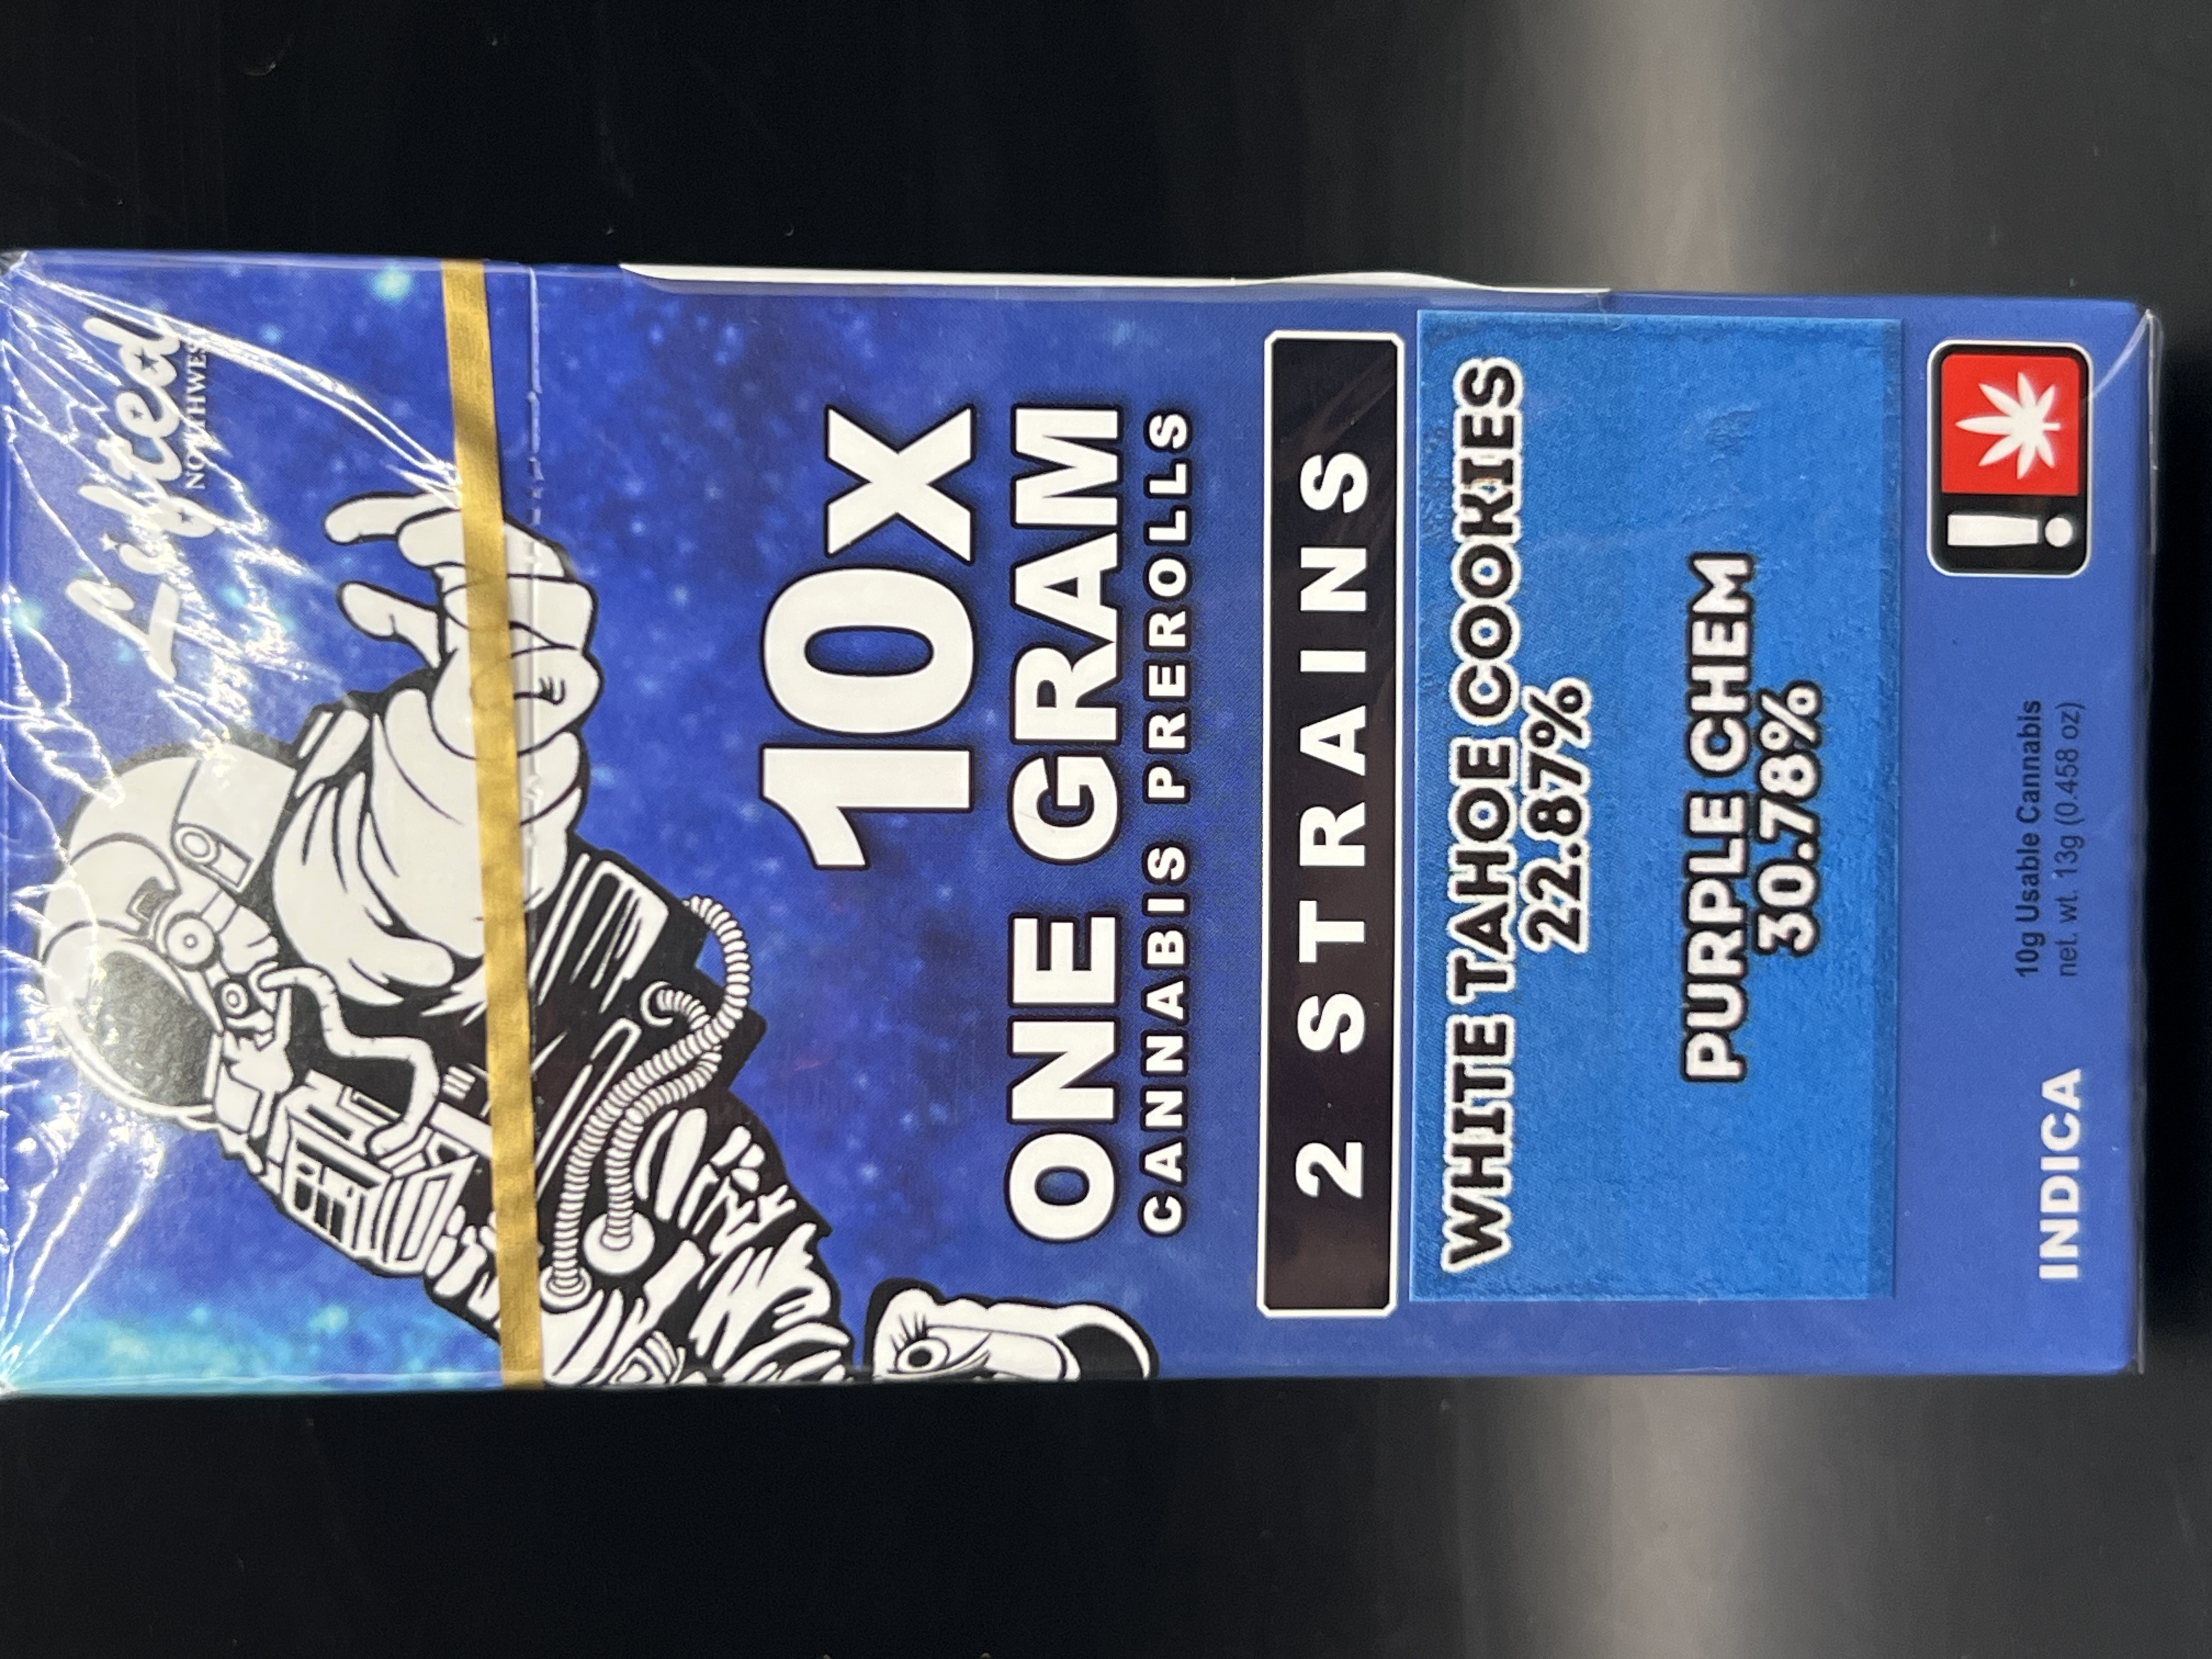 Lifted
NORTHWEST
10X
ONE GRAM
CANNABIS PREROLLS
2 STRAINS
WHITE TAHOE COOKIES
22.87%
PURPLE CHEM
30.78%
INDICA
10g Usable Cannabis
net. wt. 13g (0.458 oz)
!